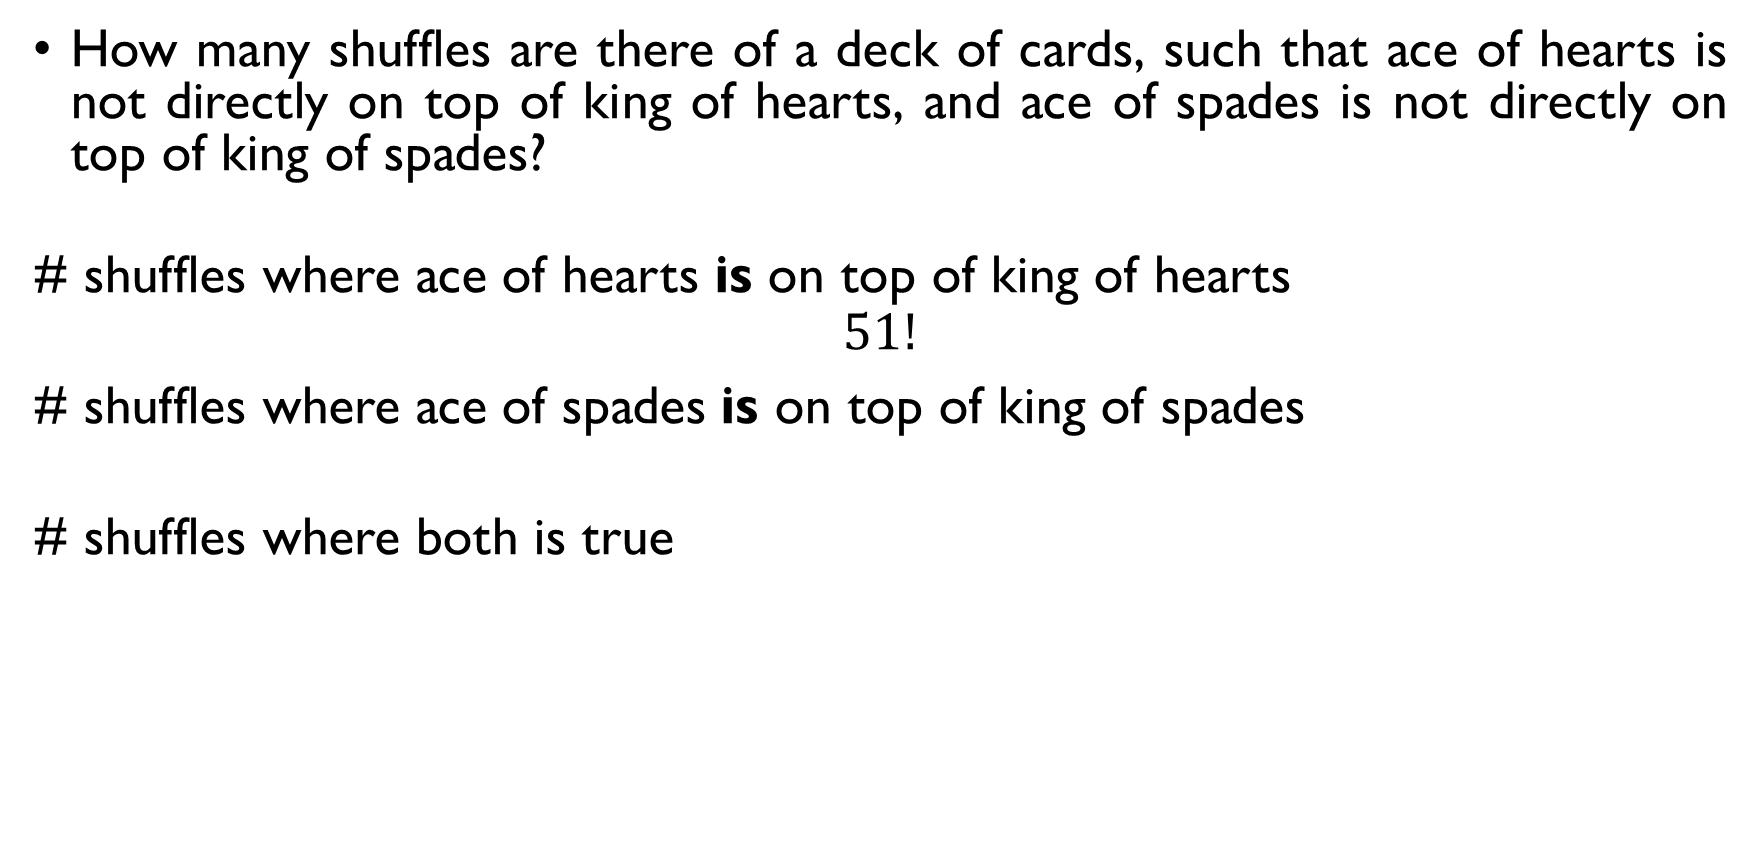 • How many shuffles are there of a deck of cards, such that ace of hearts is
not directly on top of king of hearts, and ace of spades is not directly on
top of king of spades?
# shuffles where ace of hearts is on top of king of hearts
51!
# shuffles where ace of spades is on top of king of spades
# shuffles where both is true